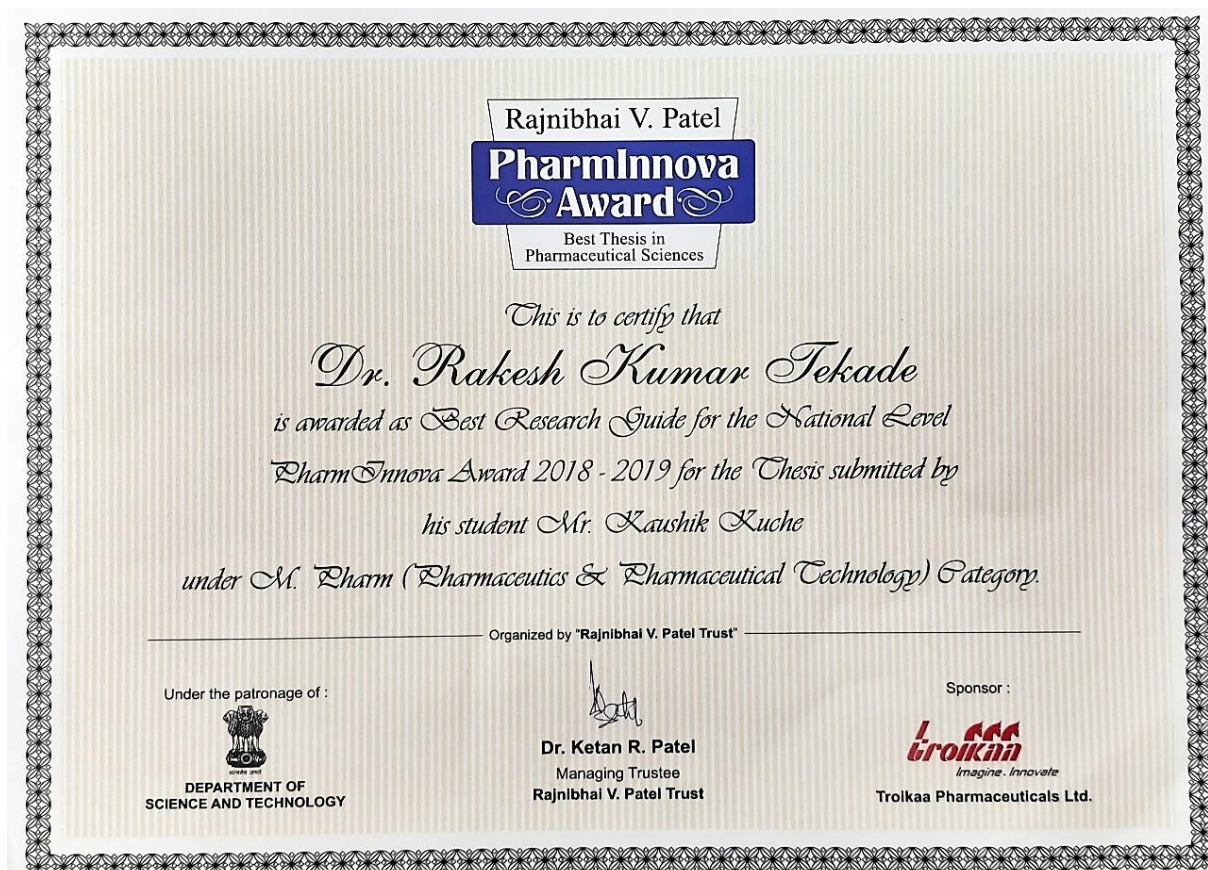 Rajnibhai V. Patel
PharmInnova
Award
Best Thesis in
Pharmaceutical Sciences
This is to certify that
Dr. Rakesh Kumar Tekade
is awarded as Best Research Guide for the National Level
PharmInnova Award 2018 - 2019 for the Thesis submitted by
his student Mr. Kaushik Kuche
under M. Pharm (Pharmaceutics & Pharmaceutical Technology) Category.
Organized by "Rajnibhai V. Patel Trust"
Under the patronage of :
सत्यमेव जयते
DEPARTMENT OF
SCIENCE AND TECHNOLOGY
Dr. Ketan R. Patel
Managing Trustee
Rajnibhai V. Patel Trust
Sponsor :
troikaa
Imagine. Innovate
Troikaa Pharmaceuticals Ltd.